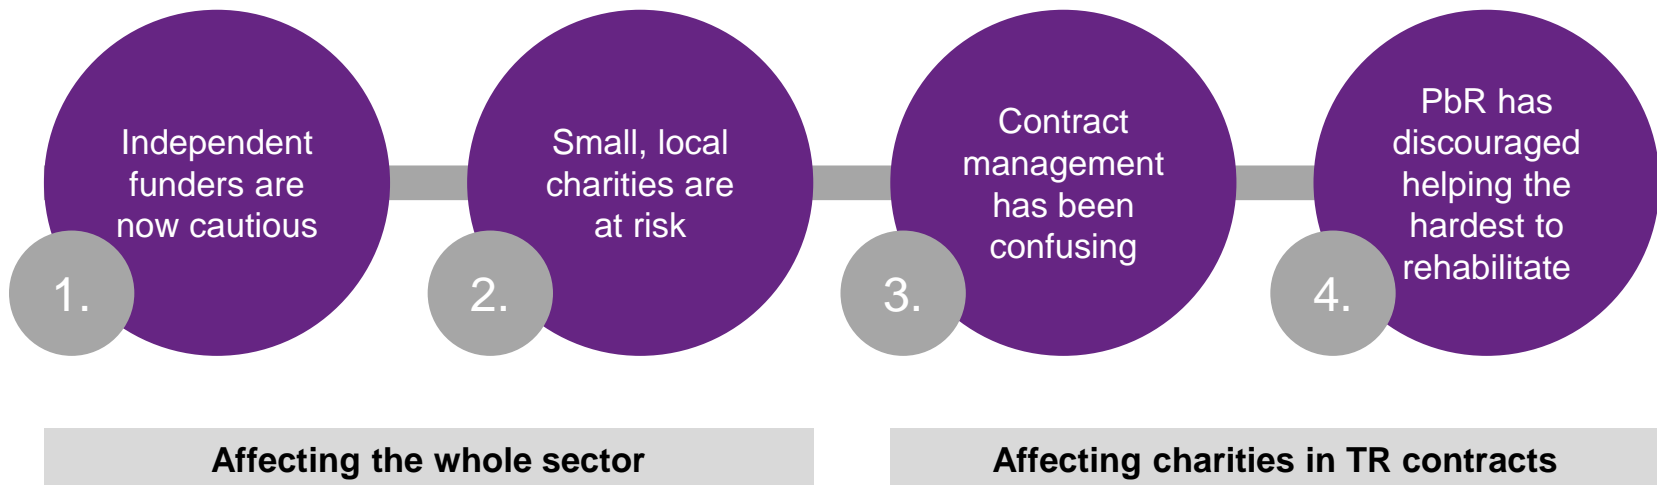 Independent
funders are
now cautious
1.
Small, local
charities are
at risk
2.
Contract
management
has been
confusing
3.
PbR has
discouraged
helping the
hardest to
rehabilitate
4.
Affecting the whole sector
Affecting charities in TR contracts